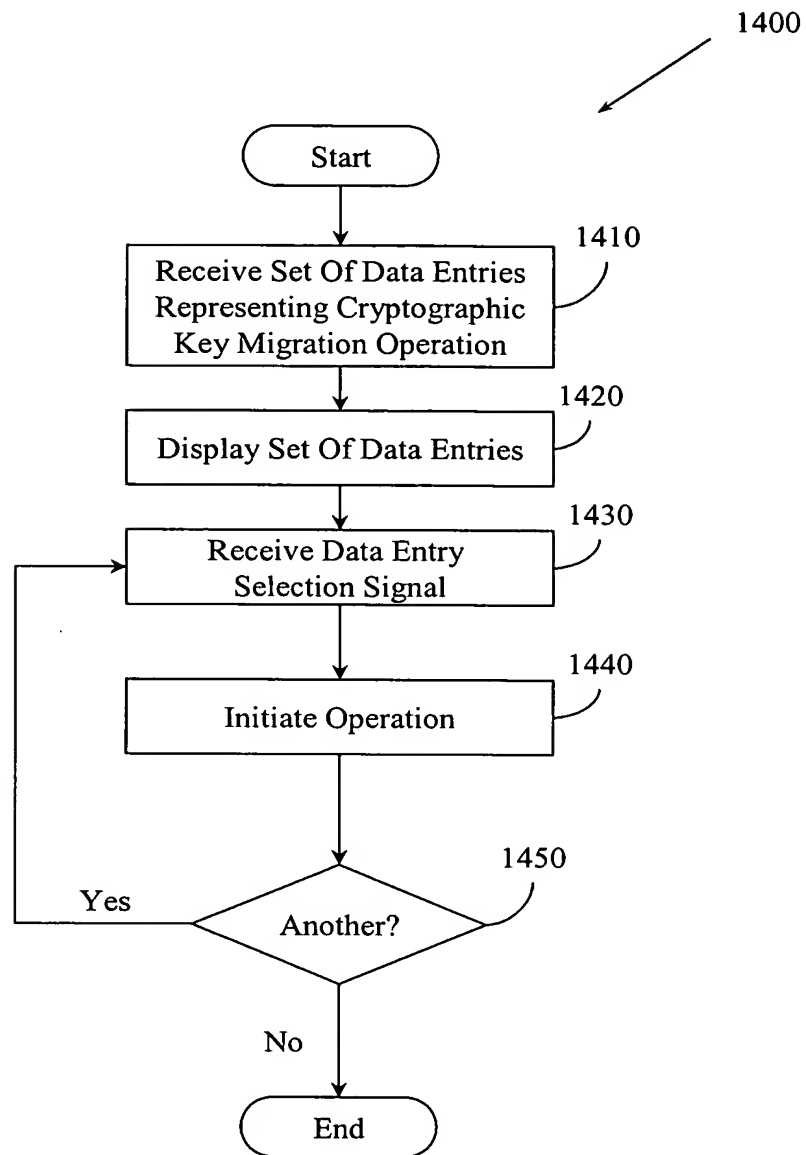 1400
Start
1410
Receive Set Of Data Entries
Representing Cryptographic
Key Migration Operation
1420
Display Set Of Data Entries
1430
Receive Data Entry
Selection Signal
1440
Initiate Operation
1450
Yes
Another?
No
End